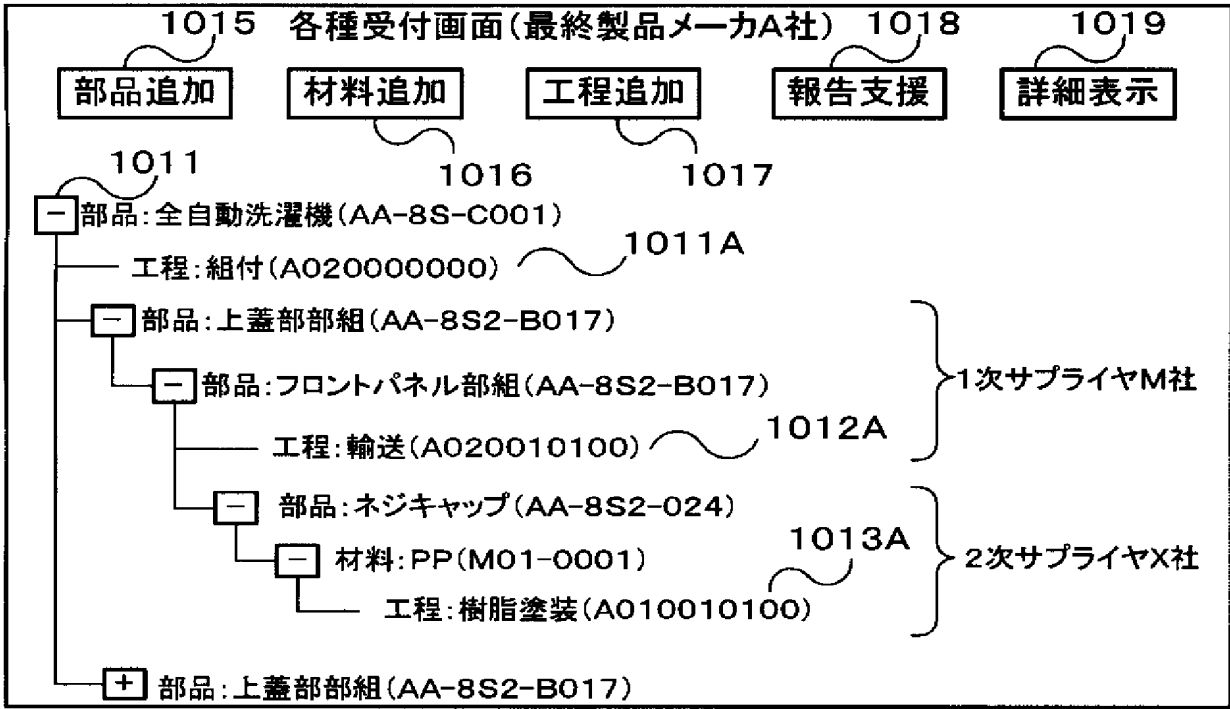 1015 各種受付画面(最終製品メーカA社) 1018 1019
部品追加 材料追加 工程追加 報告支援 詳細表示
1011 1016 1017
部品:全自動洗濯機(AA-8S-C001)
工程:組付(A020000000) 1011A
部品:上蓋部部組(AA-8S2-B017)
部品:フロントパネル部組(AA-8S2-B017) 1次サプライヤM社
工程:輸送(A020010100) 1012A
部品:ネジキャップ(AA-8S2-024)
材料:PP(M01-0001) 1013A 2次サプライヤX社
工程:樹脂塗装(A010010100)
部品:上蓋部部組(AA-8S2-B017)